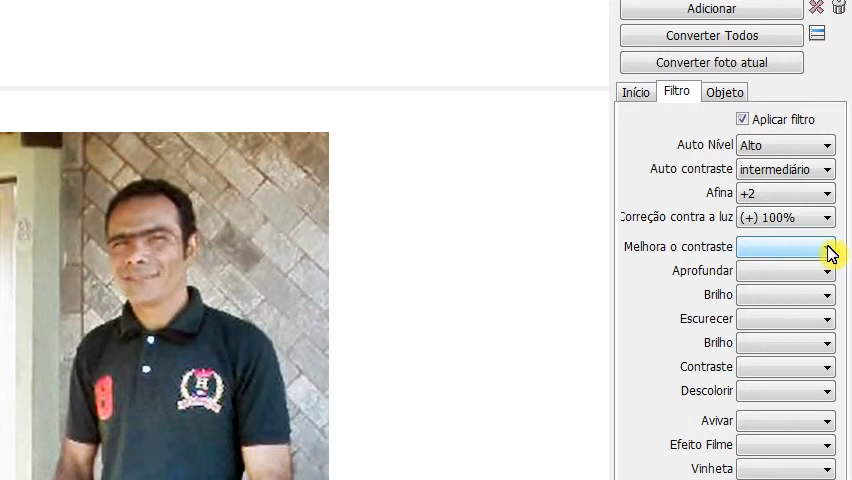 Adicionar
Converter Todos
Converter foto atual
Início Filtro Objeto
Aplicar filtro
Auto Nível Alto
Auto contraste intermediário
Afina +2
Correção contra a luz (+) 100%
Melhora o contraste
Aprofundar
Brilho
Escurecer
Brilho
Contraste
Descolorir
Avivar
Efeito Filme
Vinheta
H